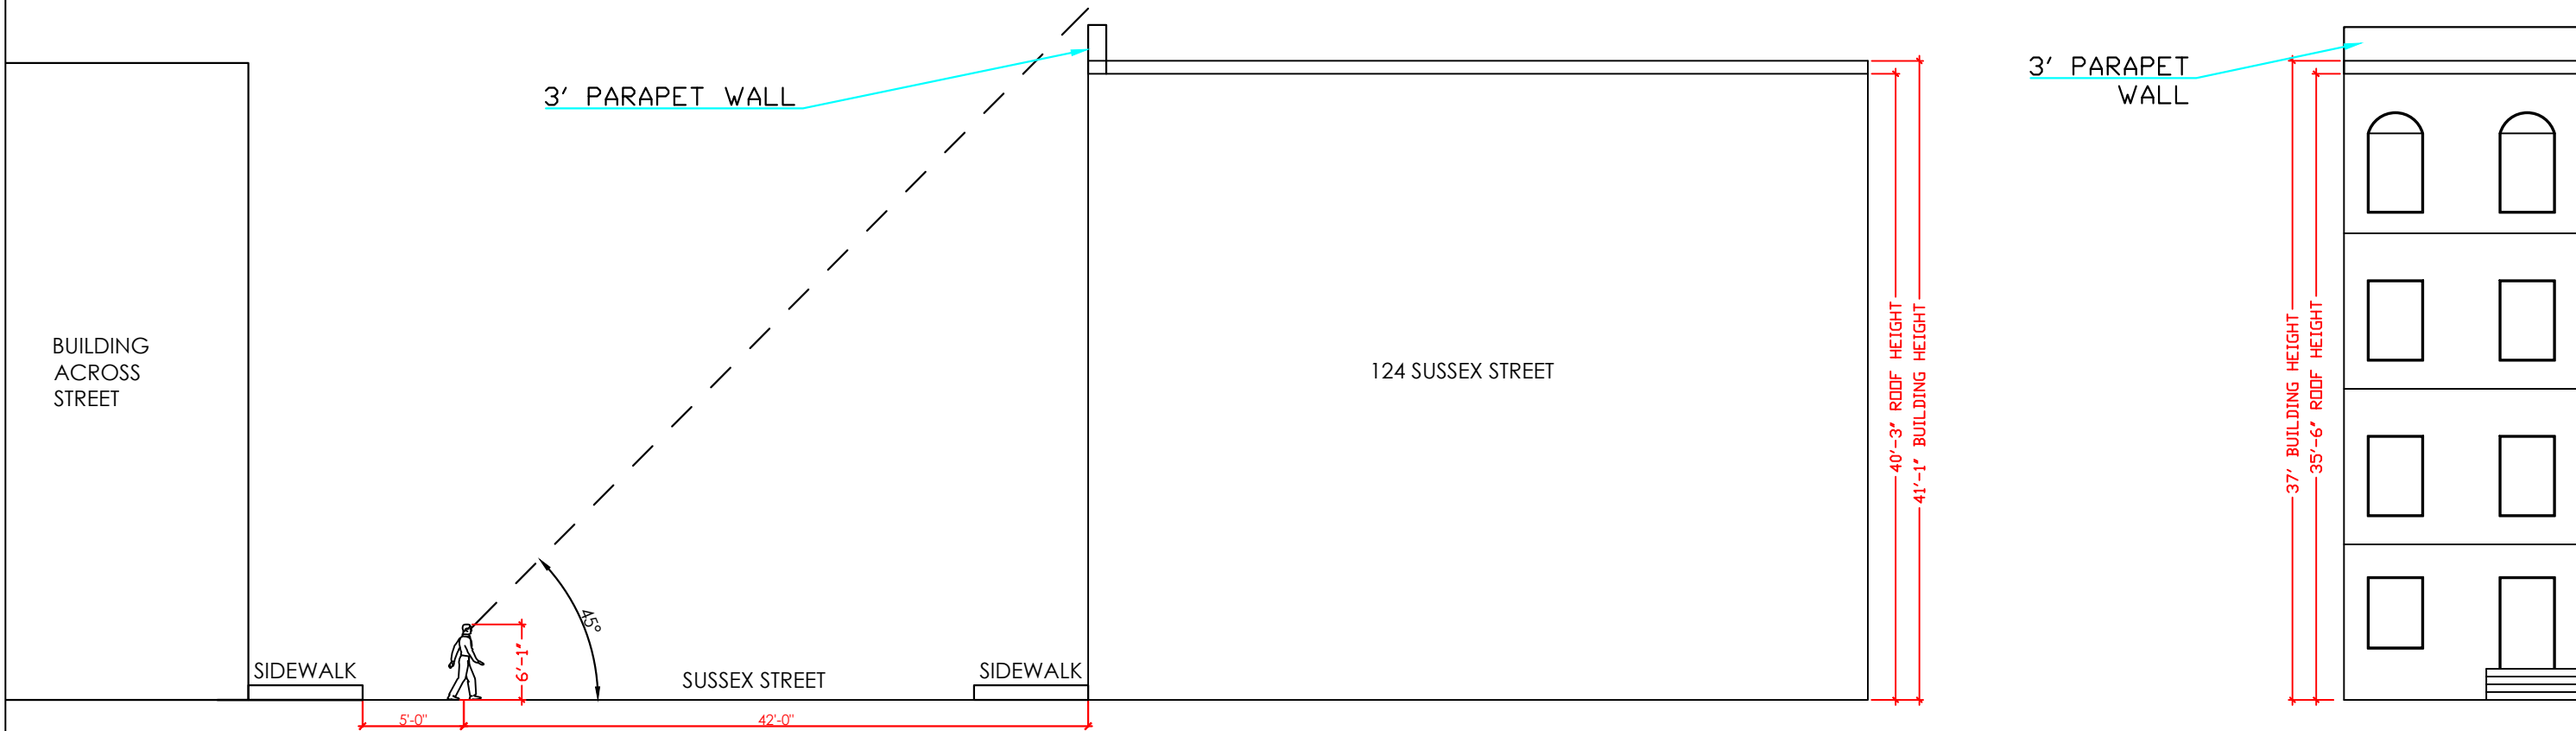 3' PARAPET WALL
3' PARAPET
WALL
BUILDING
ACROSS
STREET
124 SUSSEX STREET
40'-3" ROOF HEIGHT
41'-1" BUILDING HEIGHT
37' BUILDING HEIGHT
35'-6" ROOF HEIGHT
45°
6'-1"
SIDEWALK
SUSSEX STREET
SIDEWALK
5'-0"
42'-0"